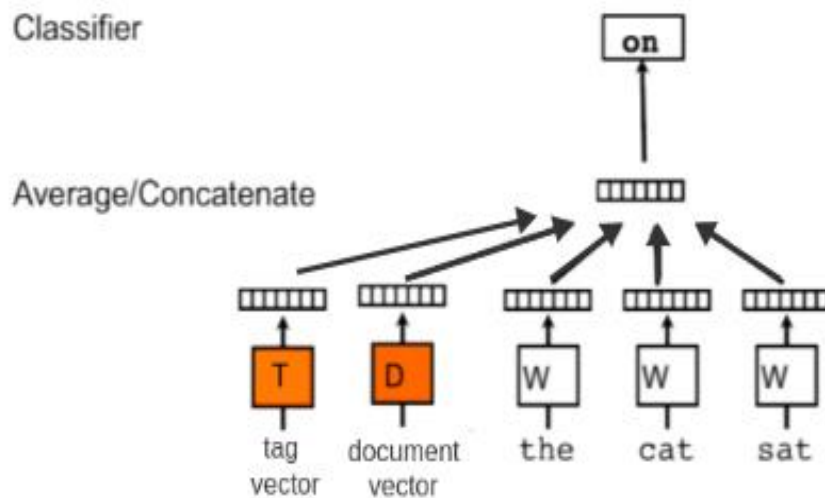 Classifier
on
Average/Concatenate
T
D
W
W
W
tag
vector
document
vector
the
cat
sat